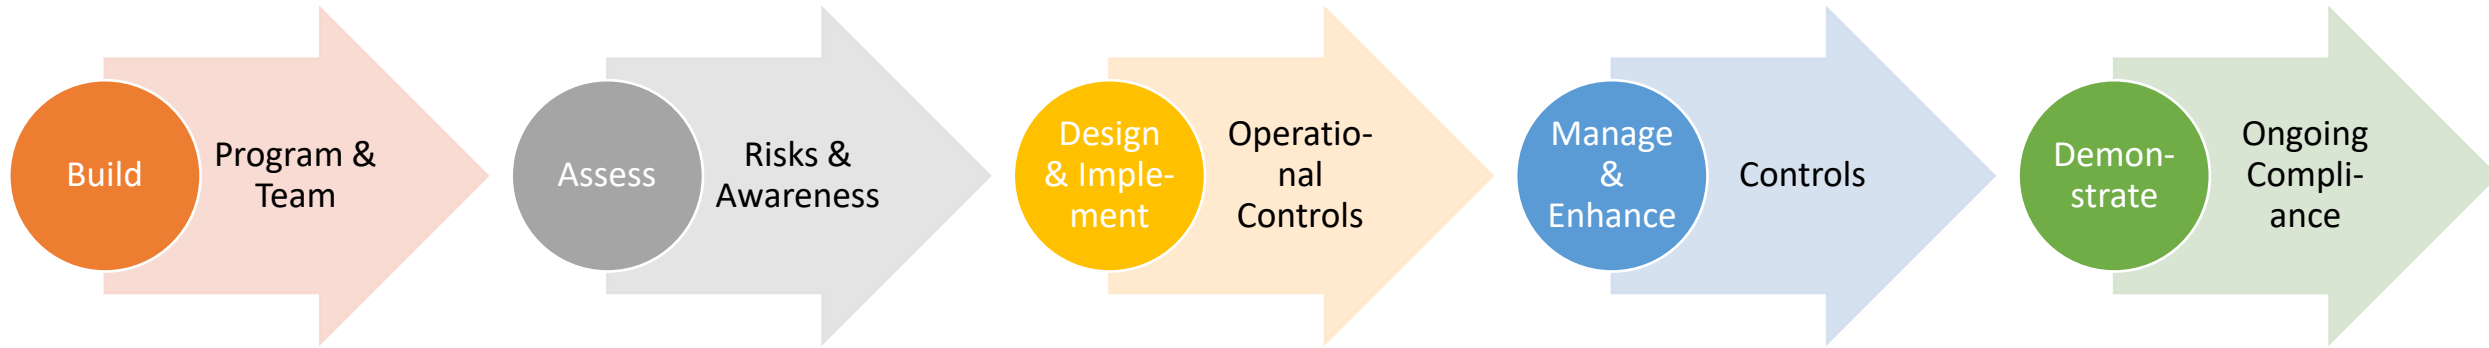 Build
Program &
Team
Assess
Risks &
Awareness
Design
& Imple-
ment
Operatio-
nal
Controls
Manage
&
Enhance
Controls
Demon-
strate
Ongoing
Compli-
ance